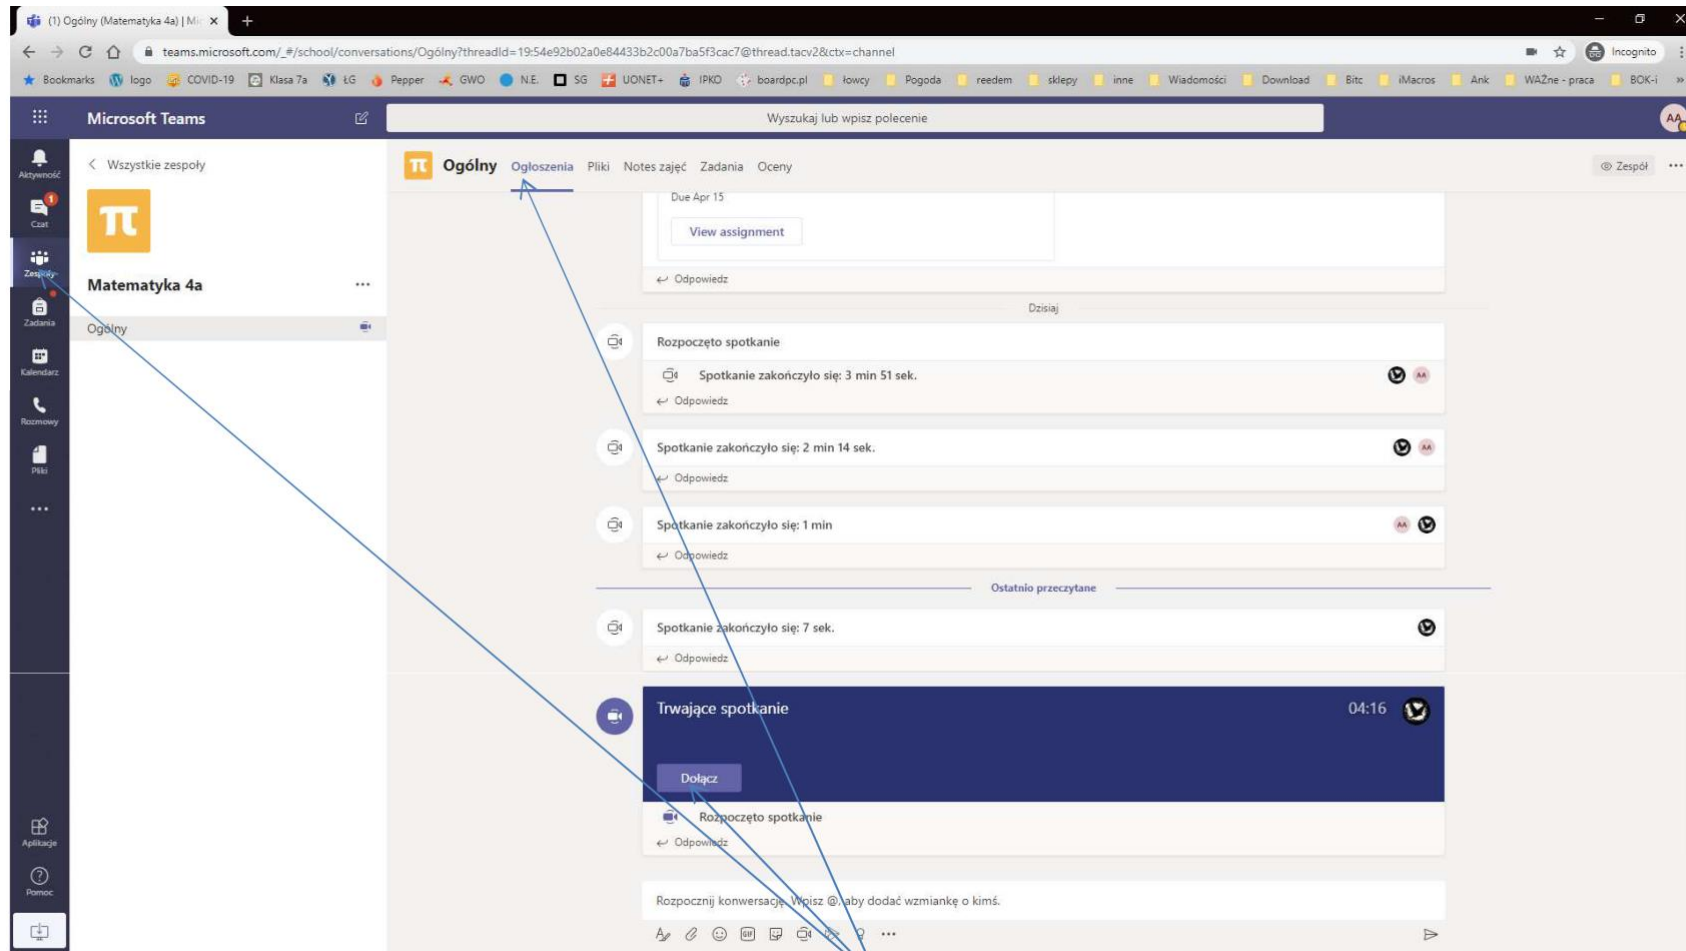 (1) Ogólny (Matematyka 4a) | Mi
teams.microsoft.com/_#/school/conversations/Ogólny?threadId=19:54e92b02a0e84433b2c00a7ba5f3cac7@thread.tacv2&ctx=channel
Incognito
Bookmarks logo COVID-19 Klasa 7a ŁG Pepper GWO N.E. SG UONET+ IPKO boardpc.pl łowcy Pogoda reedem sklepy inne Wiadomości Download Bitc iMacros Ank WAŻne - praca BOK-i »
Microsoft Teams
Wyszukaj lub wpisz polecenie
AA
Aktywność
1
Czat
Zespoły
Zadania
Kalendarz
Rozmowy
Pliki
Aplikacje
Pomoc
Wszystkie zespoły
π
Matematyka 4a
Ogólny
π Ogólny Ogłoszenia Pliki Notes zajęć Zadania Oceny
Zespół
Due Apr 15
View assignment
Odpowiedz
Dzisiaj
Rozpoczęto spotkanie
Spotkanie zakończyło się: 3 min 51 sek.
AA
Odpowiedz
Spotkanie zakończyło się: 2 min 14 sek.
AA
Odpowiedz
Spotkanie zakończyło się: 1 min
AA
Odpowiedz
Ostatnio przeczytane
Spotkanie zakończyło się: 7 sek.
Odpowiedz
Trwające spotkanie
04:16
Dołącz
Rozpoczęto spotkanie
Odpowiedz
Rozpocznij konwersację. Wpisz @, aby dodać wzmiankę o kimś.
GIF